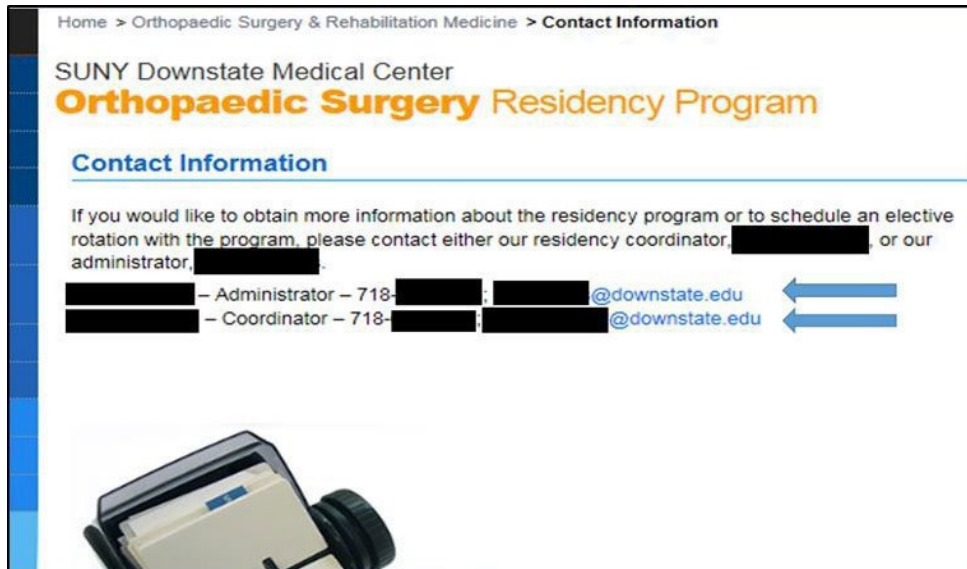 Home > Orthopaedic Surgery & Rehabilitation Medicine > Contact Information
SUNY Downstate Medical Center
Orthopaedic Surgery Residency Program
Contact Information
If you would like to obtain more information about the residency program or to schedule an elective
rotation with the program, please contact either our residency coordinator, , or our
administrator, .
– Administrator – 718- ; @downstate.edu
– Coordinator – 718- ; @downstate.edu